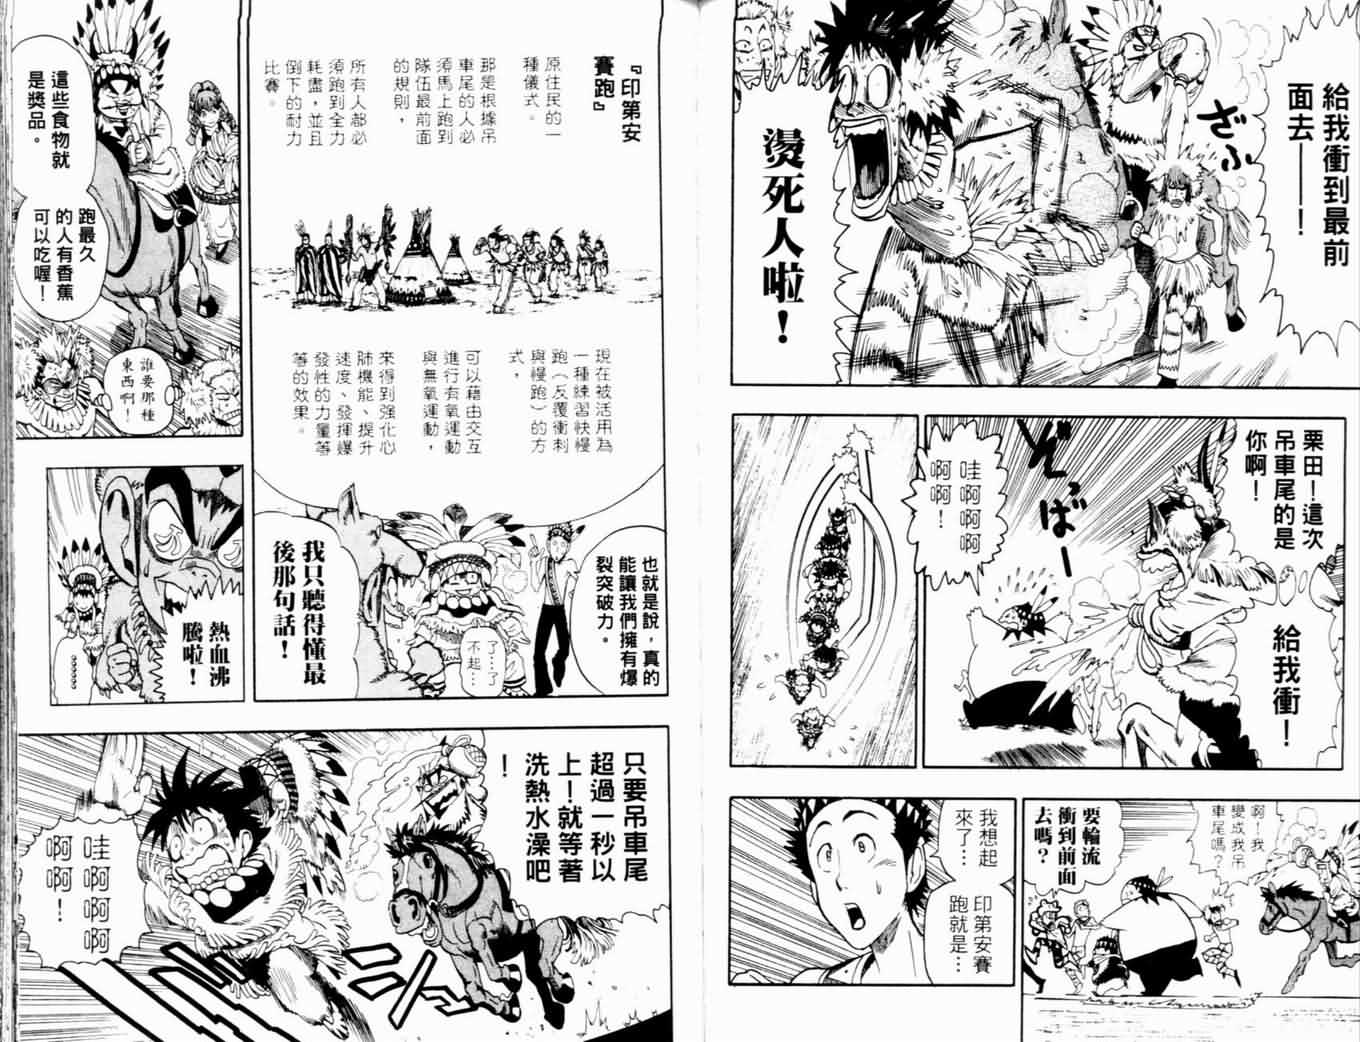 給我衝到最前
面去——！
ざぶ
燙死人啦！
栗田！這次
吊車尾的是
你啊！
給我衝！
ぞっ
ばー
哇啊啊啊
啊啊！
啊！我
變成我吊
車尾嗎？
要輪流
衝到前面
去嗎？
我想起
來了…
印第安賽
跑就是…
『印第安
賽跑』
原住民的一
種儀式。
那是根據吊
車尾的人必
須馬上跑到
隊伍最前面
的規則，
所有人都必
須跑到全力
耗盡，並且
倒下的耐力
比賽。
現在被活用為
一種練習快慢
跑（反覆衝刺
與慢跑）的方
式，
可以藉由交互
進行有氧運動
與無氧運動，
來得到強化心
肺機能、提升
速度、發揮爆
發性的力量等
等的效果。
也就是說，真的
能讓我們擁有爆
裂突破力。
了…了
不起…
我只聽得懂最
後那句話！
這些食物就
是獎品。
跑最久
的人有香蕉
可以吃喔！
誰要那種
東西啊！
熱血沸
騰啦！
只要吊車尾
超過一秒以
上！就等著
洗熱水澡吧
！
哇啊啊啊
啊啊！